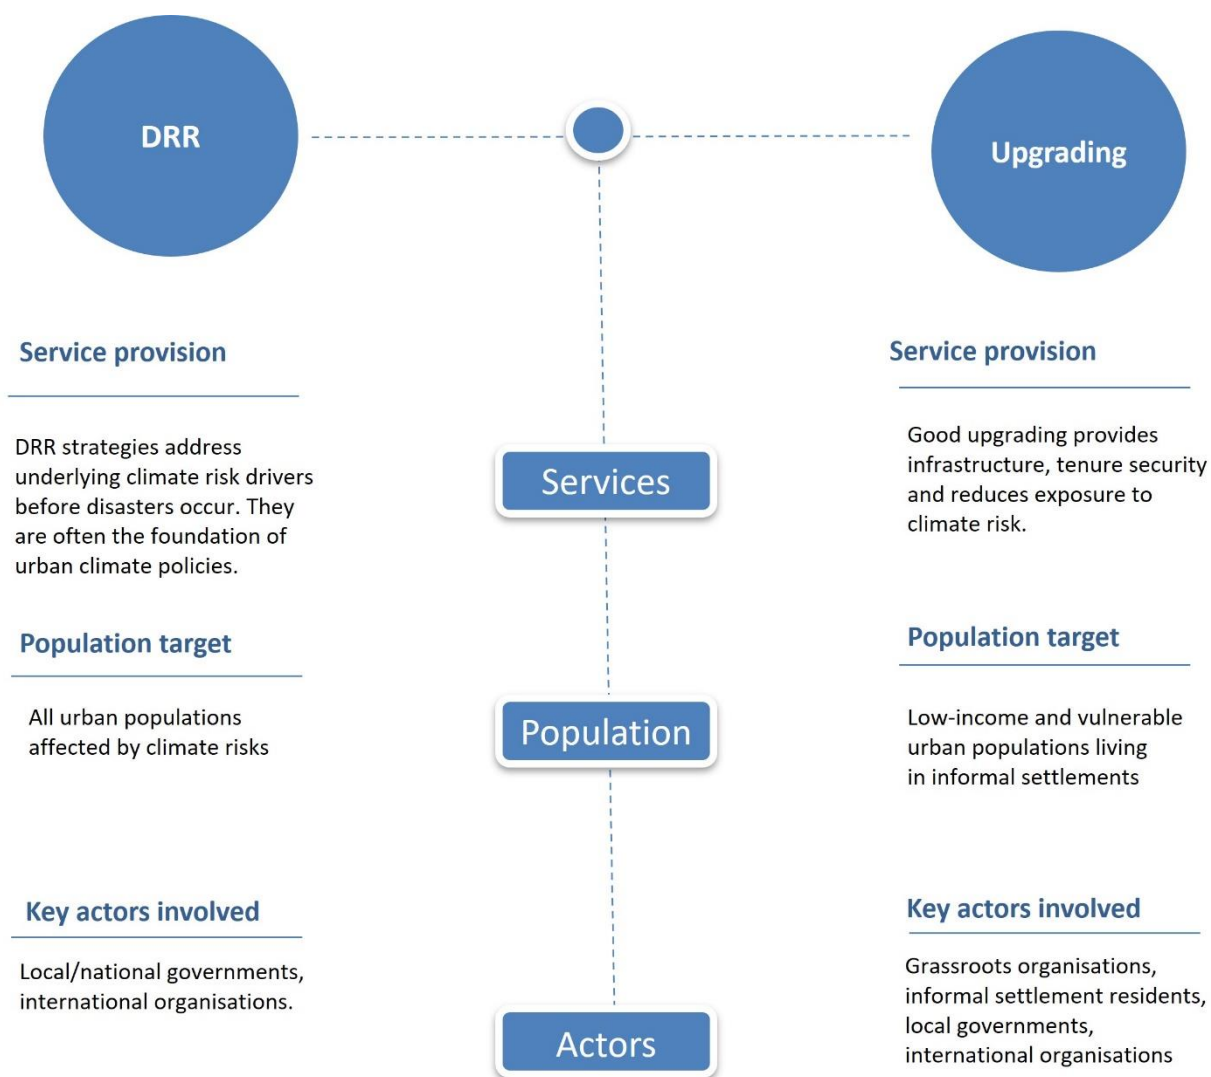 DRR
Upgrading
Service provision
DRR strategies address
underlying climate risk drivers
before disasters occur. They
are often the foundation of
urban climate policies.
Population target
All urban populations
affected by climate risks
Key actors involved
Local/national governments,
international organisations.
Services
Population
Actors
Service provision
Good upgrading provides
infrastructure, tenure security
and reduces exposure to
climate risk.
Population target
Low-income and vulnerable
urban populations living
in informal settlements
Key actors involved
Grassroots organisations,
informal settlement residents,
local governments,
international organisations